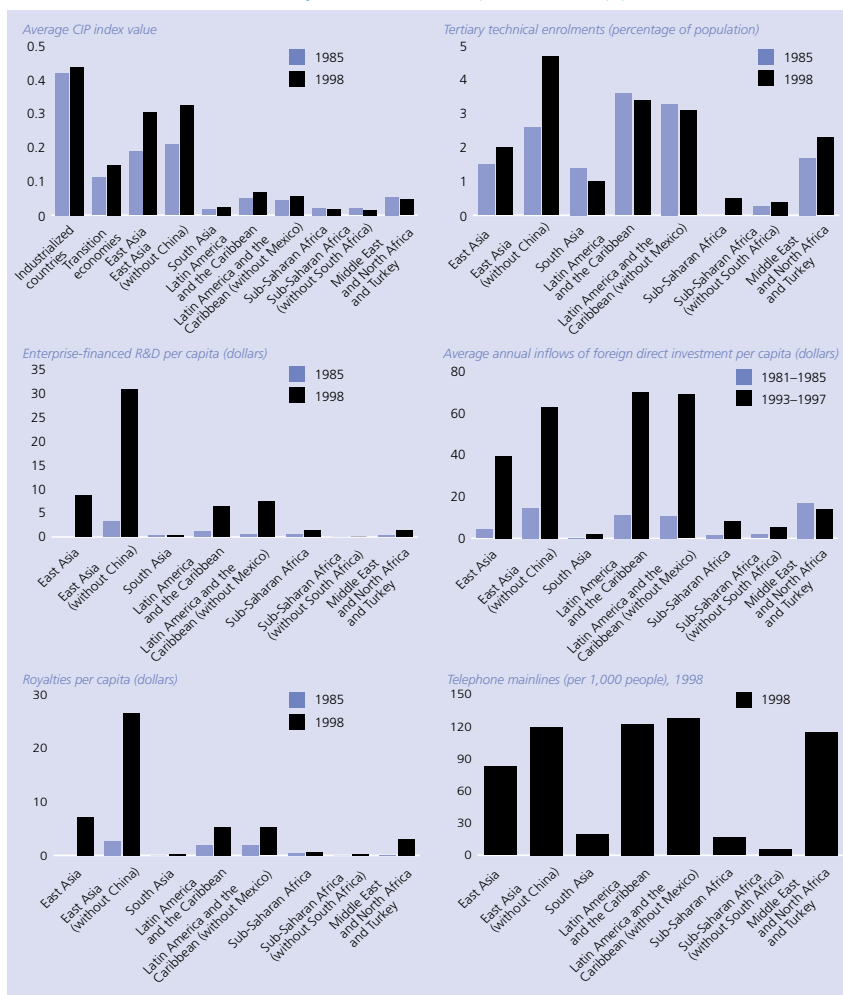 Average CIP index value
0.5
0.4
0.3
0.2
0.1
0
1985
1998
Industrialized
countries
Transition
economies
East Asia
East Asia
(without China)
South Asia
Latin America
and the Caribbean
Latin America and the
Caribbean (without Mexico)
Sub-Saharan Africa
Sub-Saharan Africa
(without South Africa)
Middle East
and North Africa
and Turkey
Tertiary technical enrolments (percentage of population)
5
4
3
2
1
0
1985
1998
East Asia
East Asia
(without China)
South Asia
Latin America
and the Caribbean
Latin America and the
Caribbean (without Mexico)
Sub-Saharan Africa
Sub-Saharan Africa
(without South Africa)
Middle East
and North Africa
and Turkey
Enterprise-financed R&D per capita (dollars)
35
30
25
20
15
10
5
0
1985
1998
East Asia
East Asia
(without China)
South Asia
Latin America
and the Caribbean
Latin America and the
Caribbean (without Mexico)
Sub-Saharan Africa
Sub-Saharan Africa
(without South Africa)
Middle East
and North Africa
and Turkey
Average annual inflows of foreign direct investment per capita (dollars)
80
60
40
20
0
1981–1985
1993–1997
East Asia
East Asia
(without China)
South Asia
Latin America
and the Caribbean
Latin America and the
Caribbean (without Mexico)
Sub-Saharan Africa
Sub-Saharan Africa
(without South Africa)
Middle East
and North Africa
and Turkey
Royalties per capita (dollars)
30
20
10
0
1985
1998
East Asia
East Asia
(without China)
South Asia
Latin America
and the Caribbean
Latin America and the
Caribbean (without Mexico)
Sub-Saharan Africa
Sub-Saharan Africa
(without South Africa)
Middle East
and North Africa
and Turkey
Telephone mainlines (per 1,000 people), 1998
150
120
90
60
30
0
1998
East Asia
East Asia
(without China)
South Asia
Latin America
and the Caribbean
Latin America and the
Caribbean (without Mexico)
Sub-Saharan Africa
Sub-Saharan Africa
(without South Africa)
Middle East
and North Africa
and Turkey